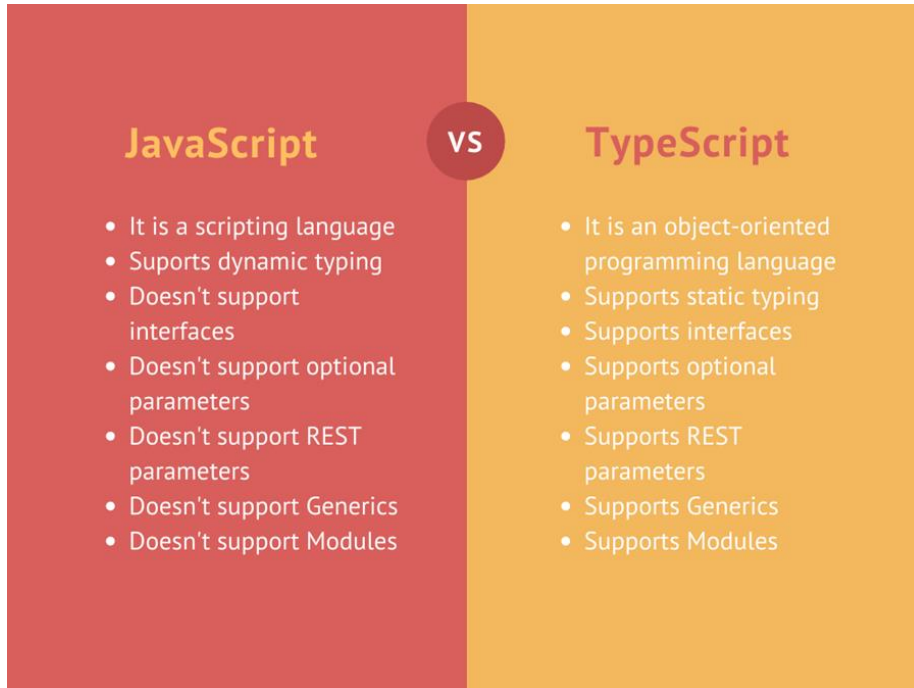 JavaScript
VS
TypeScript
• It is a scripting language
• Suports dynamic typing
• Doesn't support
interfaces
• Doesn't support optional
parameters
• Doesn't support REST
parameters
• Doesn't support Generics
• Doesn't support Modules
• It is an object-oriented
programming language
• Supports static typing
• Supports interfaces
• Supports optional
parameters
• Supports REST
parameters
• Supports Generics
• Supports Modules